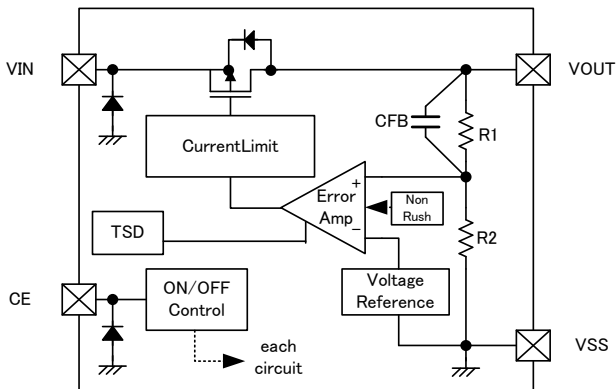 VIN
VOUT
CFB
R1
CurrentLimit
+
Error
Amp
−
Non
Rush
TSD
R2
Voltage
Reference
CE
ON/OFF
Control
each
circuit
VSS